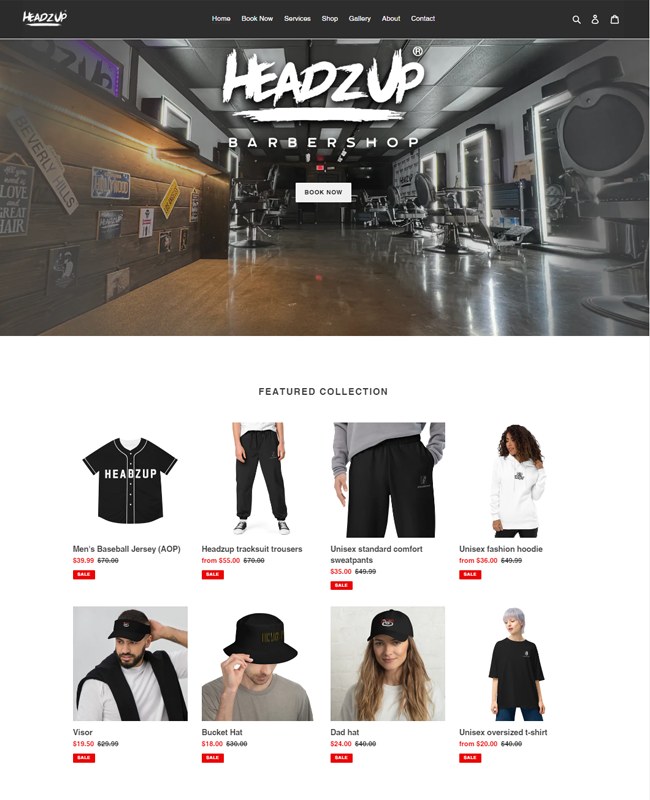 HEADZUP
Home Book Now Services Shop Gallery About Contact
HEADZUP®
BARBERSHOP
BOOK NOW
BEVERLY HILLS
HOLLYWOOD
LOVE
AND
GREAT
HAIR
FEATURED COLLECTION
HEADZUP
Men's Baseball Jersey (AOP)
$39.99 $70.00
SALE
Headzup tracksuit trousers
from $55.00 $70.00
SALE
Unisex standard comfort
sweatpants
$35.00 $49.99
SALE
Unisex fashion hoodie
from $36.00 $49.99
SALE
Visor
$19.50 $29.99
SALE
Bucket Hat
$18.00 $30.00
SALE
Dad hat
$24.00 $40.00
SALE
Unisex oversized t-shirt
from $20.00 $40.00
SALE